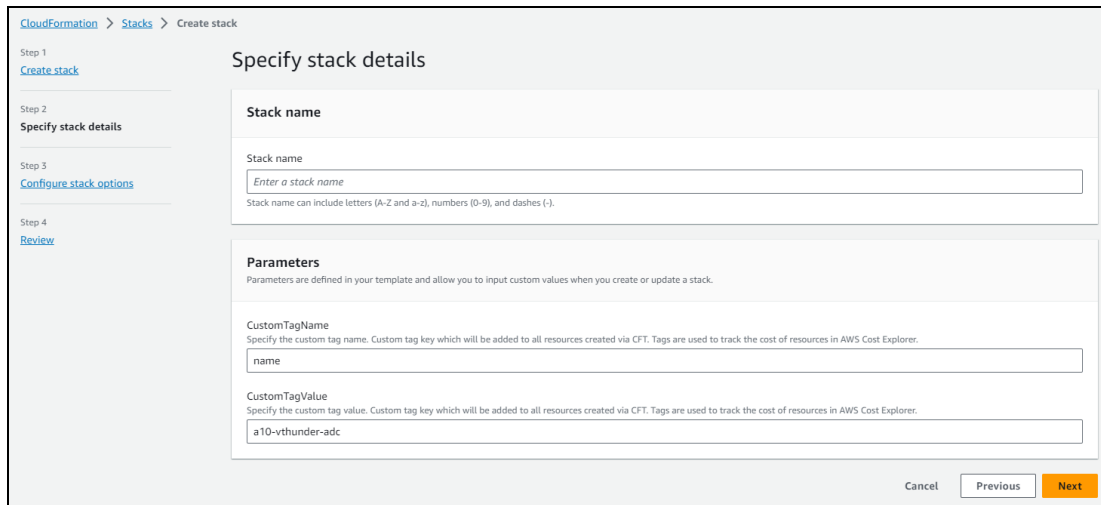 CloudFormation > Stacks > Create stack
Step 1
Create stack
Step 2
Specify stack details
Step 3
Configure stack options
Step 4
Review
Specify stack details
Stack name
Stack name
Enter a stack name
Stack name can include letters (A-Z and a-z), numbers (0-9), and dashes (-).
Parameters
Parameters are defined in your template and allow you to input custom values when you create or update a stack.
CustomTagName
Specify the custom tag name. Custom tag key which will be added to all resources created via CFT. Tags are used to track the cost of resources in AWS Cost Explorer.
name
CustomTagValue
Specify the custom tag value. Custom tag key which will be added to all resources created via CFT. Tags are used to track the cost of resources in AWS Cost Explorer.
a10-vthunder-adc
Cancel Previous Next